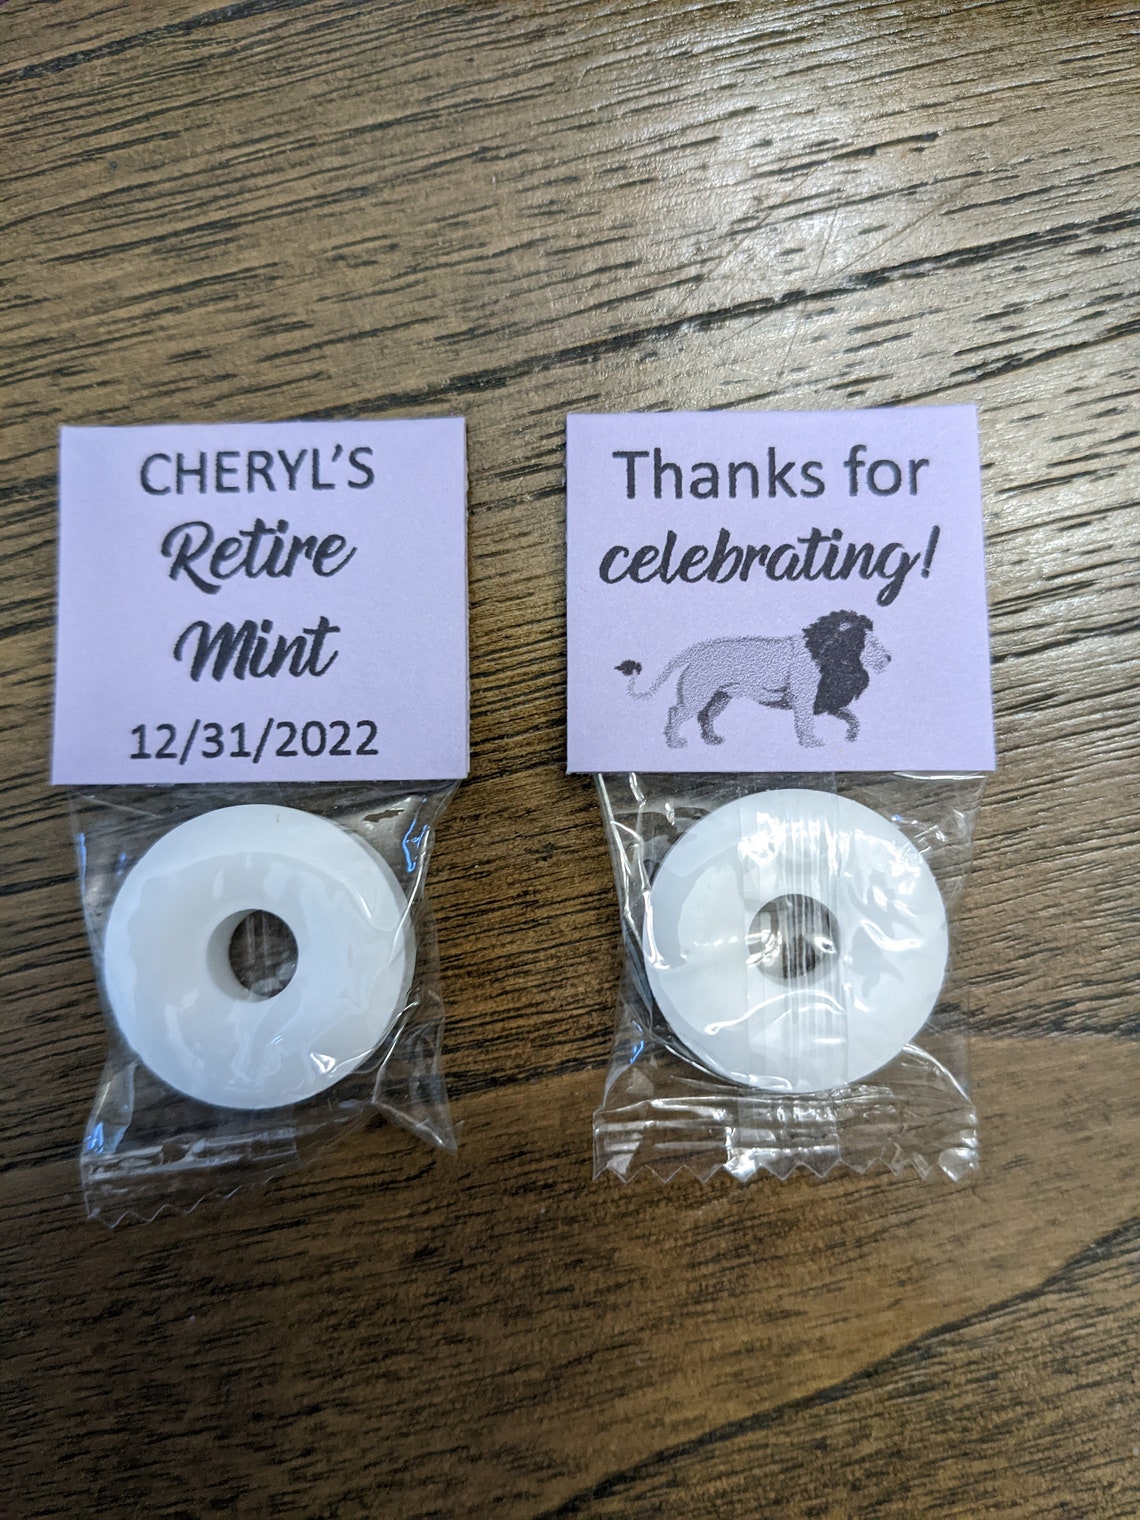 CHERYL'S
Retire
Mint
12/31/2022
Thanks for
celebrating!